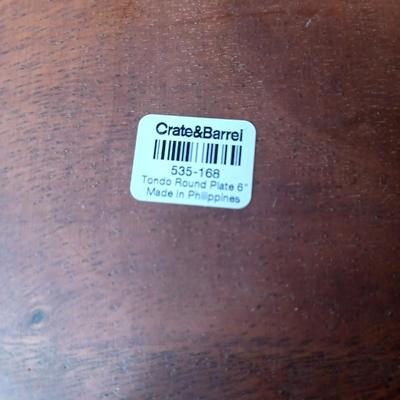 Crate&Barrel
535-168
Tondo Round Plate 6"
Made in Philippines